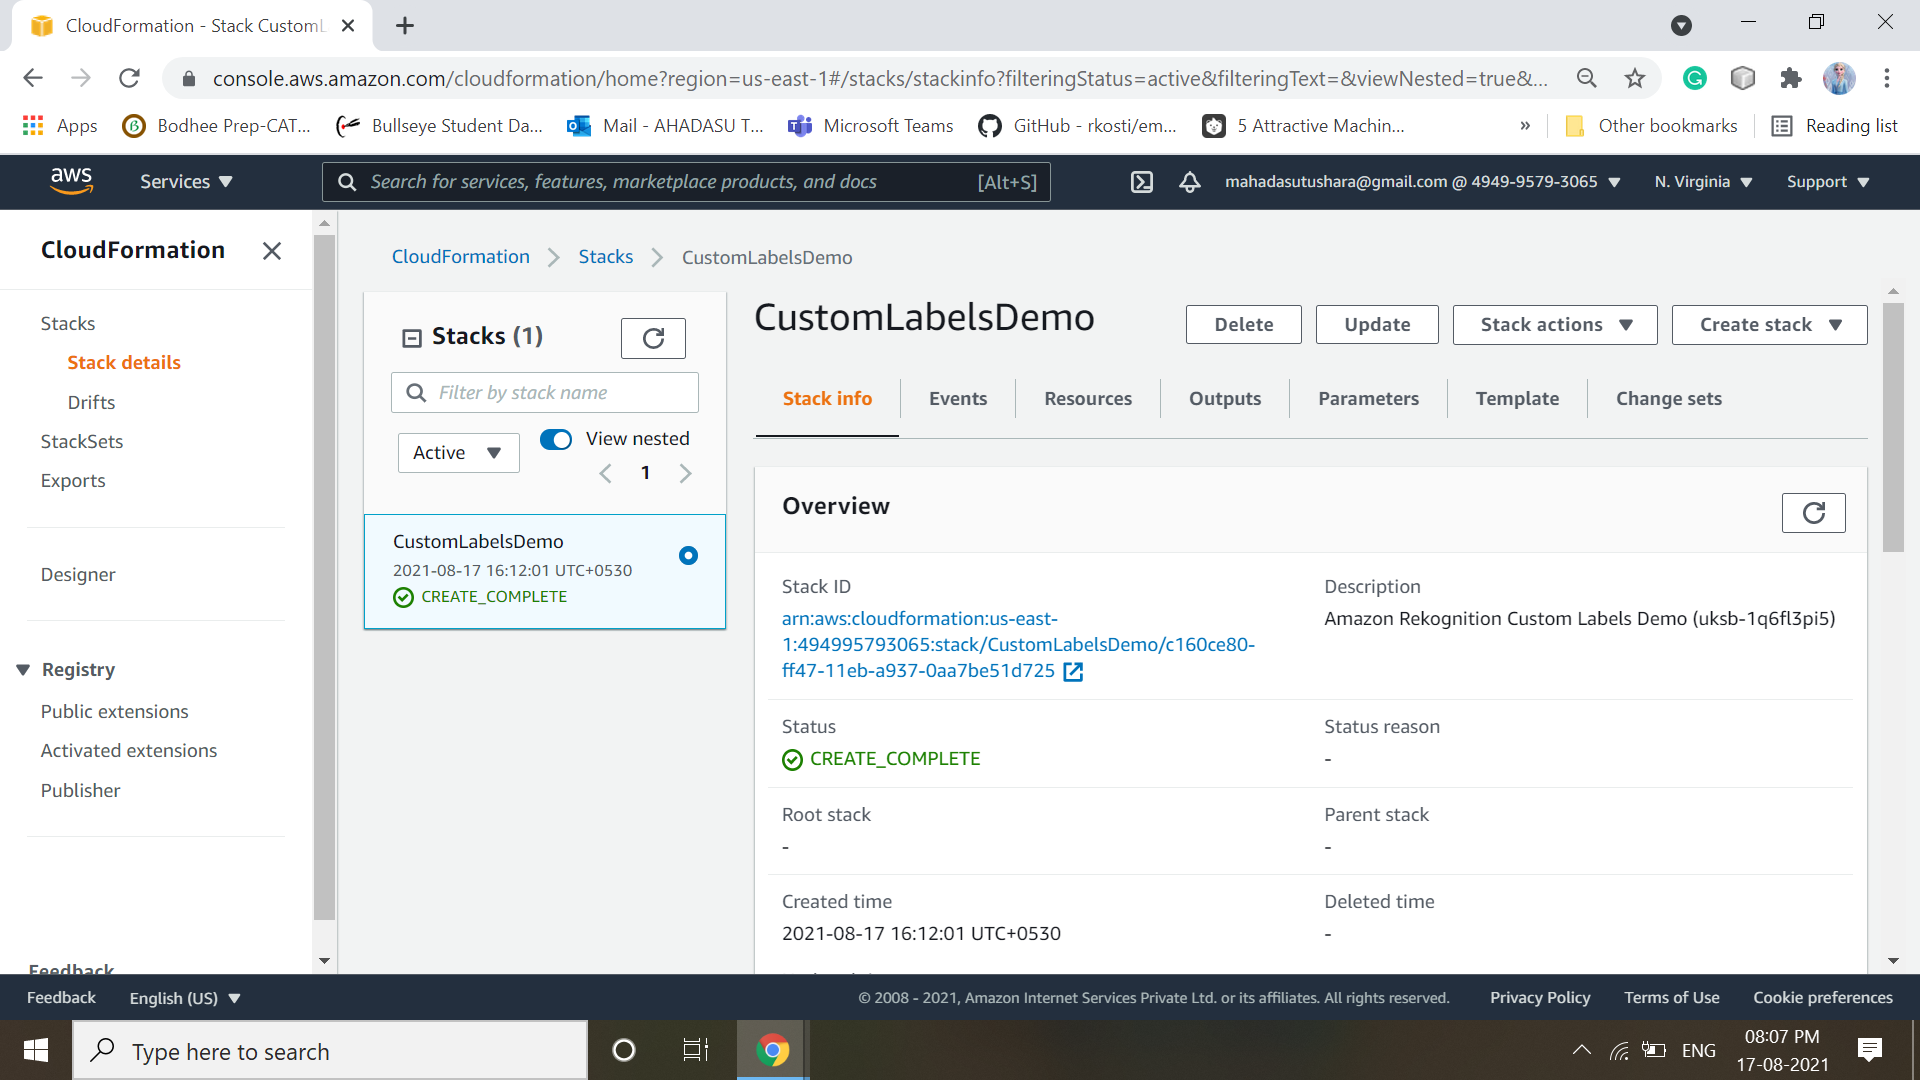 CloudFormation - Stack CustomL
console.aws.amazon.com/cloudformation/home?region=us-east-1#/stacks/stackinfo?filteringStatus=active&filteringText=&viewNested=true&...
Apps
Bodhee Prep-CAT...
Bullseye Student Da...
Mail - AHADASU T...
Microsoft Teams
GitHub - rkosti/em...
5 Attractive Machin...
»
Other bookmarks
Reading list
aws
Services
Search for services, features, marketplace products, and docs
[Alt+S]
mahadasutushara@gmail.com @ 4949-9579-3065
N. Virginia
Support
CloudFormation
Stacks
Stack details
Drifts
StackSets
Exports
Designer
Registry
Public extensions
Activated extensions
Publisher
Feedback
CloudFormation
Stacks
CustomLabelsDemo
Stacks (1)
Filter by stack name
Active
View nested
1
CustomLabelsDemo
2021-08-17 16:12:01 UTC+0530
CREATE_COMPLETE
CustomLabelsDemo
Delete
Update
Stack actions
Create stack
Stack info
Events
Resources
Outputs
Parameters
Template
Change sets
Overview
Stack ID
arn:aws:cloudformation:us-east-
1:494995793065:stack/CustomLabelsDemo/c160ce80-
ff47-11eb-a937-0aa7be51d725
Description
Amazon Rekognition Custom Labels Demo (uksb-1q6fl3pi5)
Status
CREATE_COMPLETE
Status reason
-
Root stack
-
Parent stack
-
Created time
2021-08-17 16:12:01 UTC+0530
Deleted time
-
Feedback
English (US)
© 2008 - 2021, Amazon Internet Services Private Ltd. or its affiliates. All rights reserved.
Privacy Policy
Terms of Use
Cookie preferences
Type here to search
ENG
08:07 PM
17-08-2021